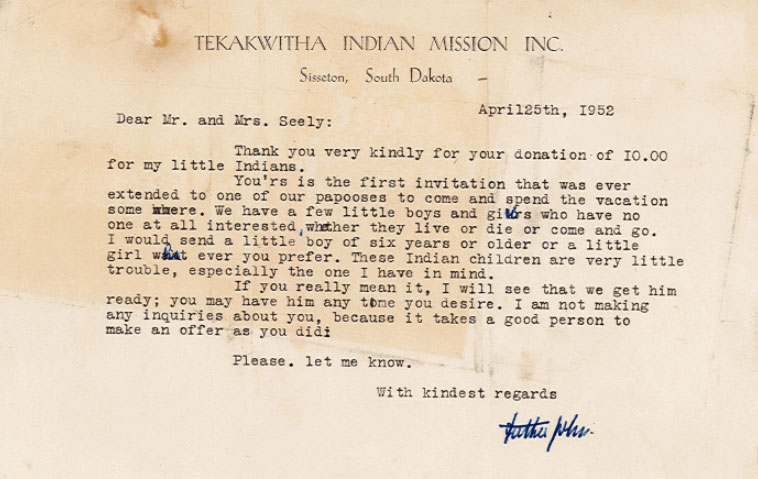 TEKAKWITHA INDIAN MISSION INC.
Sisseton, South Dakota
April25th, I952
Dear Mr. and Mrs. Seely:
Thank you very kindly for your donation of I0.00
for my little Indians.
You'rs is the first invitation that was ever
extended to one of our papooses to come and spend the vacation
some where. We have a few little boys and girls who have no
one at all interested, whether they live or die or come and go.
I would send a little boy of six years or older or a little
girl what ever you prefer. These Indian children are very little
trouble, especially the one I have in mind.
If you really mean it, I will see that we get him
ready; you may have him any tome you desire. I am not making
any inquiries about you, because it takes a good person to
make an offer as you did:
Please. let me know.
With kindest regards
Father John.